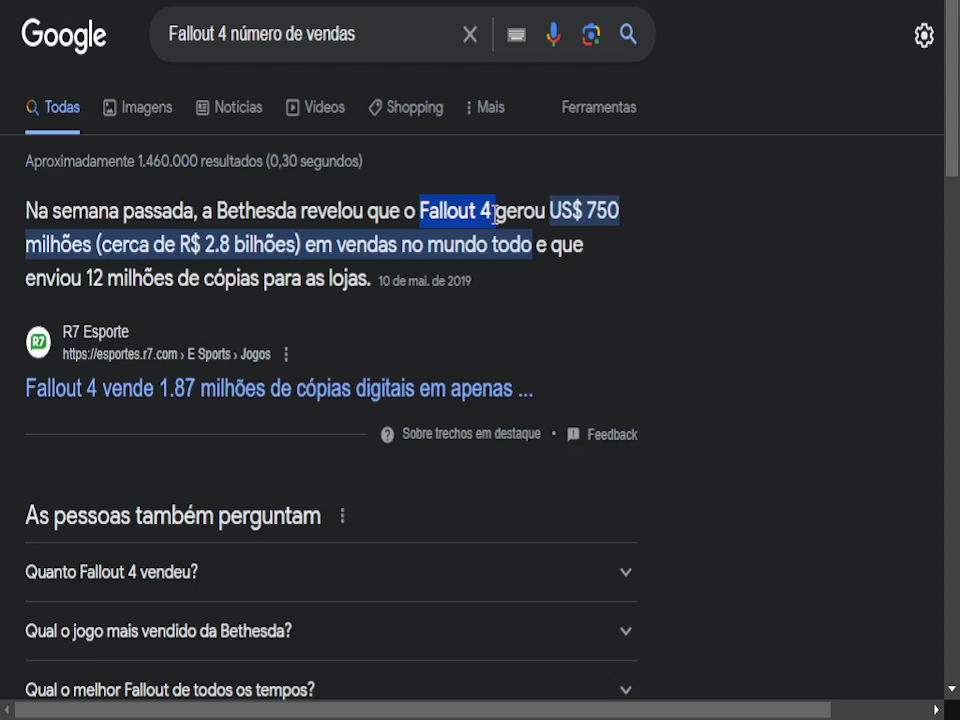 Google
Fallout 4 número de vendas
Todas Imagens Notícias Vídeos Shopping Mais Ferramentas
Aproximadamente 1.460.000 resultados (0,30 segundos)
Na semana passada, a Bethesda revelou que o Fallout 4 gerou US$ 750
milhões (cerca de R$ 2.8 bilhões) em vendas no mundo todo e que
enviou 12 milhões de cópias para as lojas. 10 de mai. de 2019
R7
R7 Esporte
https://esportes.r7.com › E Sports › Jogos
Fallout 4 vende 1.87 milhões de cópias digitais em apenas ...
Sobre trechos em destaque • Feedback
As pessoas também perguntam
Quanto Fallout 4 vendeu?
Qual o jogo mais vendido da Bethesda?
Qual o melhor Fallout de todos os tempos?